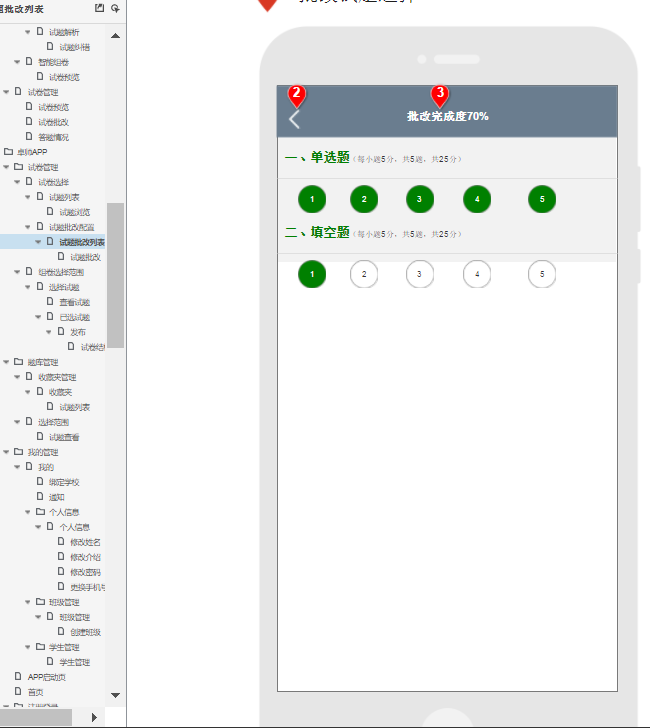 题批改列表
试题解析
试题纠错
智能组卷
试卷预览
试卷管理
试卷预览
试卷批改
答题情况
卓师APP
试卷管理
试卷选择
试题列表
试题浏览
试题批改配置
试题批改列表
试题批改
组卷选择范围
选择试题
查看试题
已选试题
发布
试卷结
题库管理
收藏夹管理
收藏夹
试题列表
选择范围
试题查看
我的管理
我的
绑定学校
通知
个人信息
个人信息
修改姓名
修改介绍
修改密码
更换手机号
班级管理
班级管理
创建班级
学生管理
学生管理
APP启动页
首页
批改试题选择
2
3
批改完成度70%
一、单选题（每小题5分，共5题，共25分）
1 2 3 4 5
二、填空题（每小题5分，共5题，共25分）
1 2 3 4 5